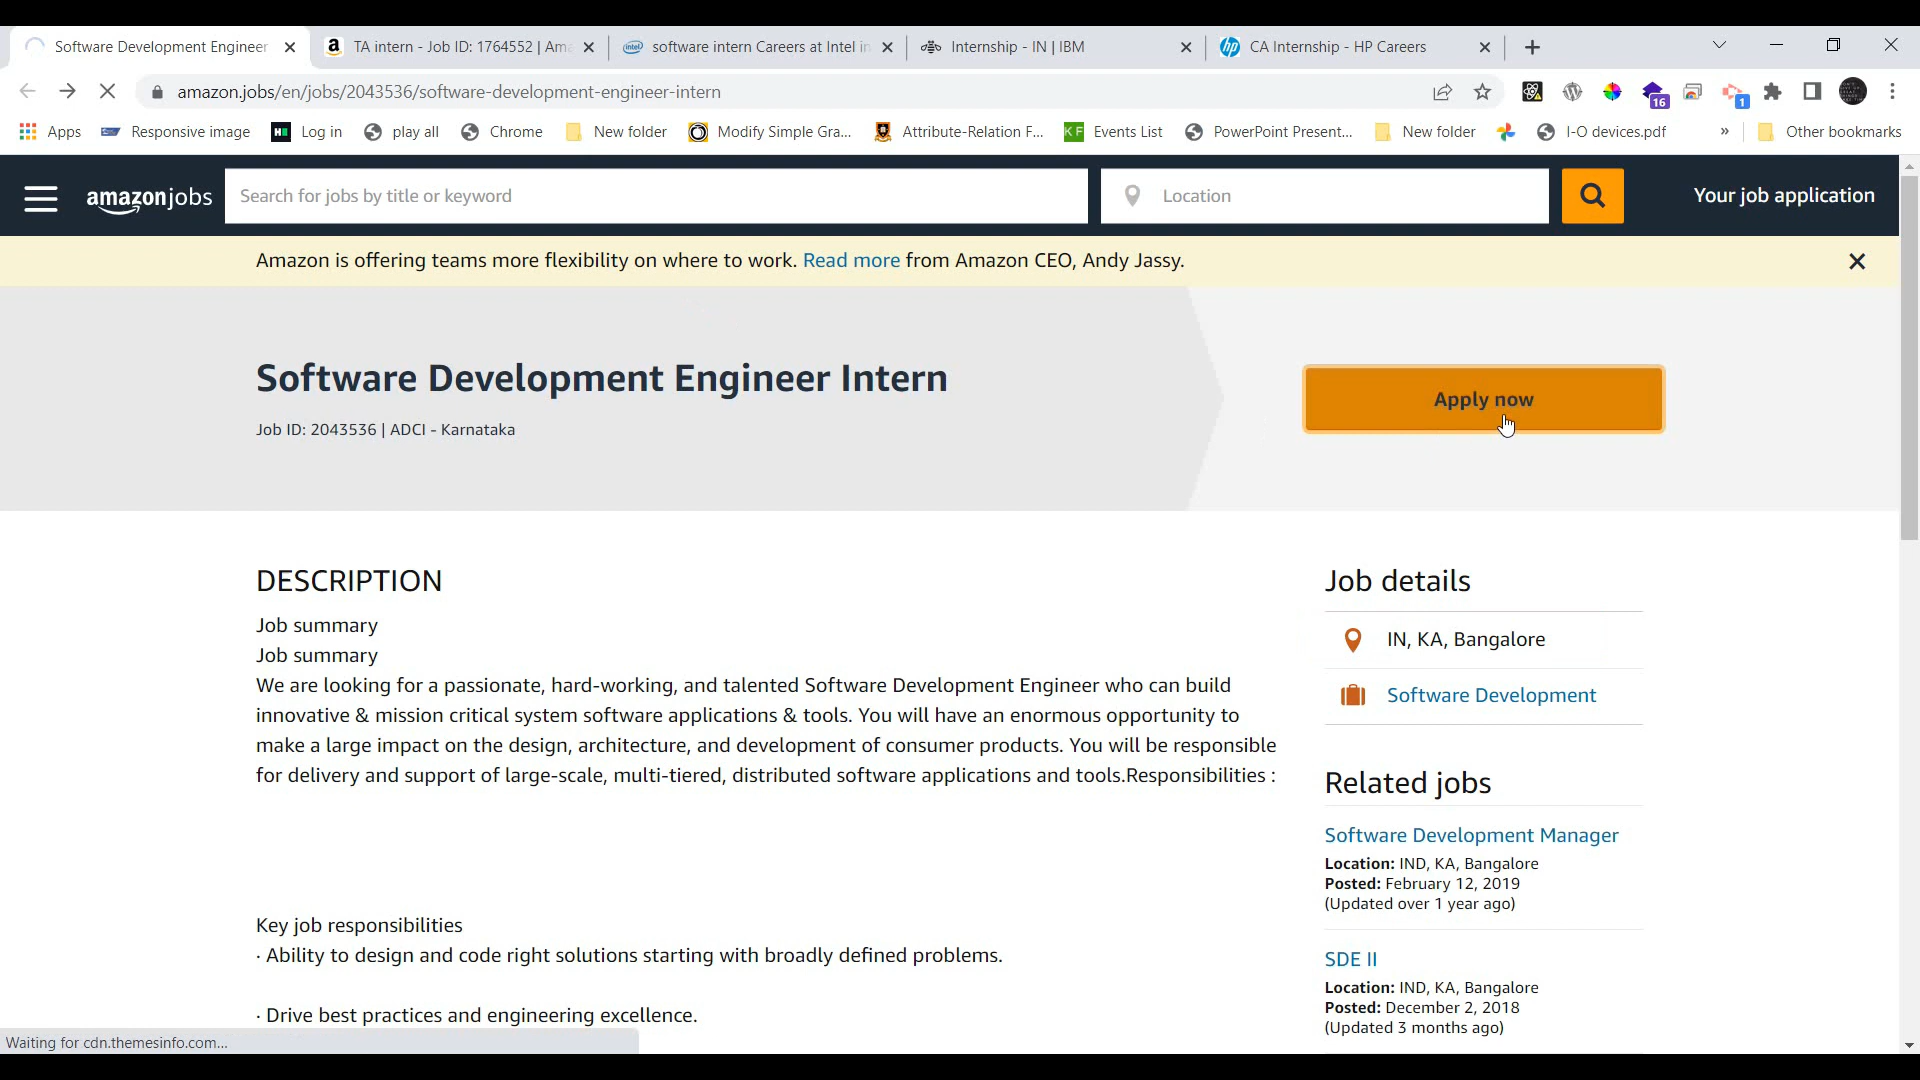 Software Development Engineer
TA intern - Job ID: 1764552 | Ama
software intern Careers at Intel in
Internship - IN | IBM
CA Internship - HP Careers
amazon.jobs/en/jobs/2043536/software-development-engineer-intern
16
1
Apps
Responsive image
Log in
play all
Chrome
New folder
Modify Simple Gra...
Attribute-Relation F...
KF Events List
PowerPoint Present...
New folder
I-O devices.pdf
»
Other bookmarks
amazonjobs
Search for jobs by title or keyword
Location
Your job application
Amazon is offering teams more flexibility on where to work. Read more from Amazon CEO, Andy Jassy.
Software Development Engineer Intern
Job ID: 2043536 | ADCI - Karnataka
Apply now
DESCRIPTION
Job summary
Job summary
We are looking for a passionate, hard-working, and talented Software Development Engineer who can build
innovative & mission critical system software applications & tools. You will have an enormous opportunity to
make a large impact on the design, architecture, and development of consumer products. You will be responsible
for delivery and support of large-scale, multi-tiered, distributed software applications and tools.Responsibilities :
Key job responsibilities
· Ability to design and code right solutions starting with broadly defined problems.
· Drive best practices and engineering excellence.
Job details
IN, KA, Bangalore
Software Development
Related jobs
Software Development Manager
Location: IND, KA, Bangalore
Posted: February 12, 2019
(Updated over 1 year ago)
SDE II
Location: IND, KA, Bangalore
Posted: December 2, 2018
(Updated 3 months ago)
Waiting for cdn.themesinfo.com...